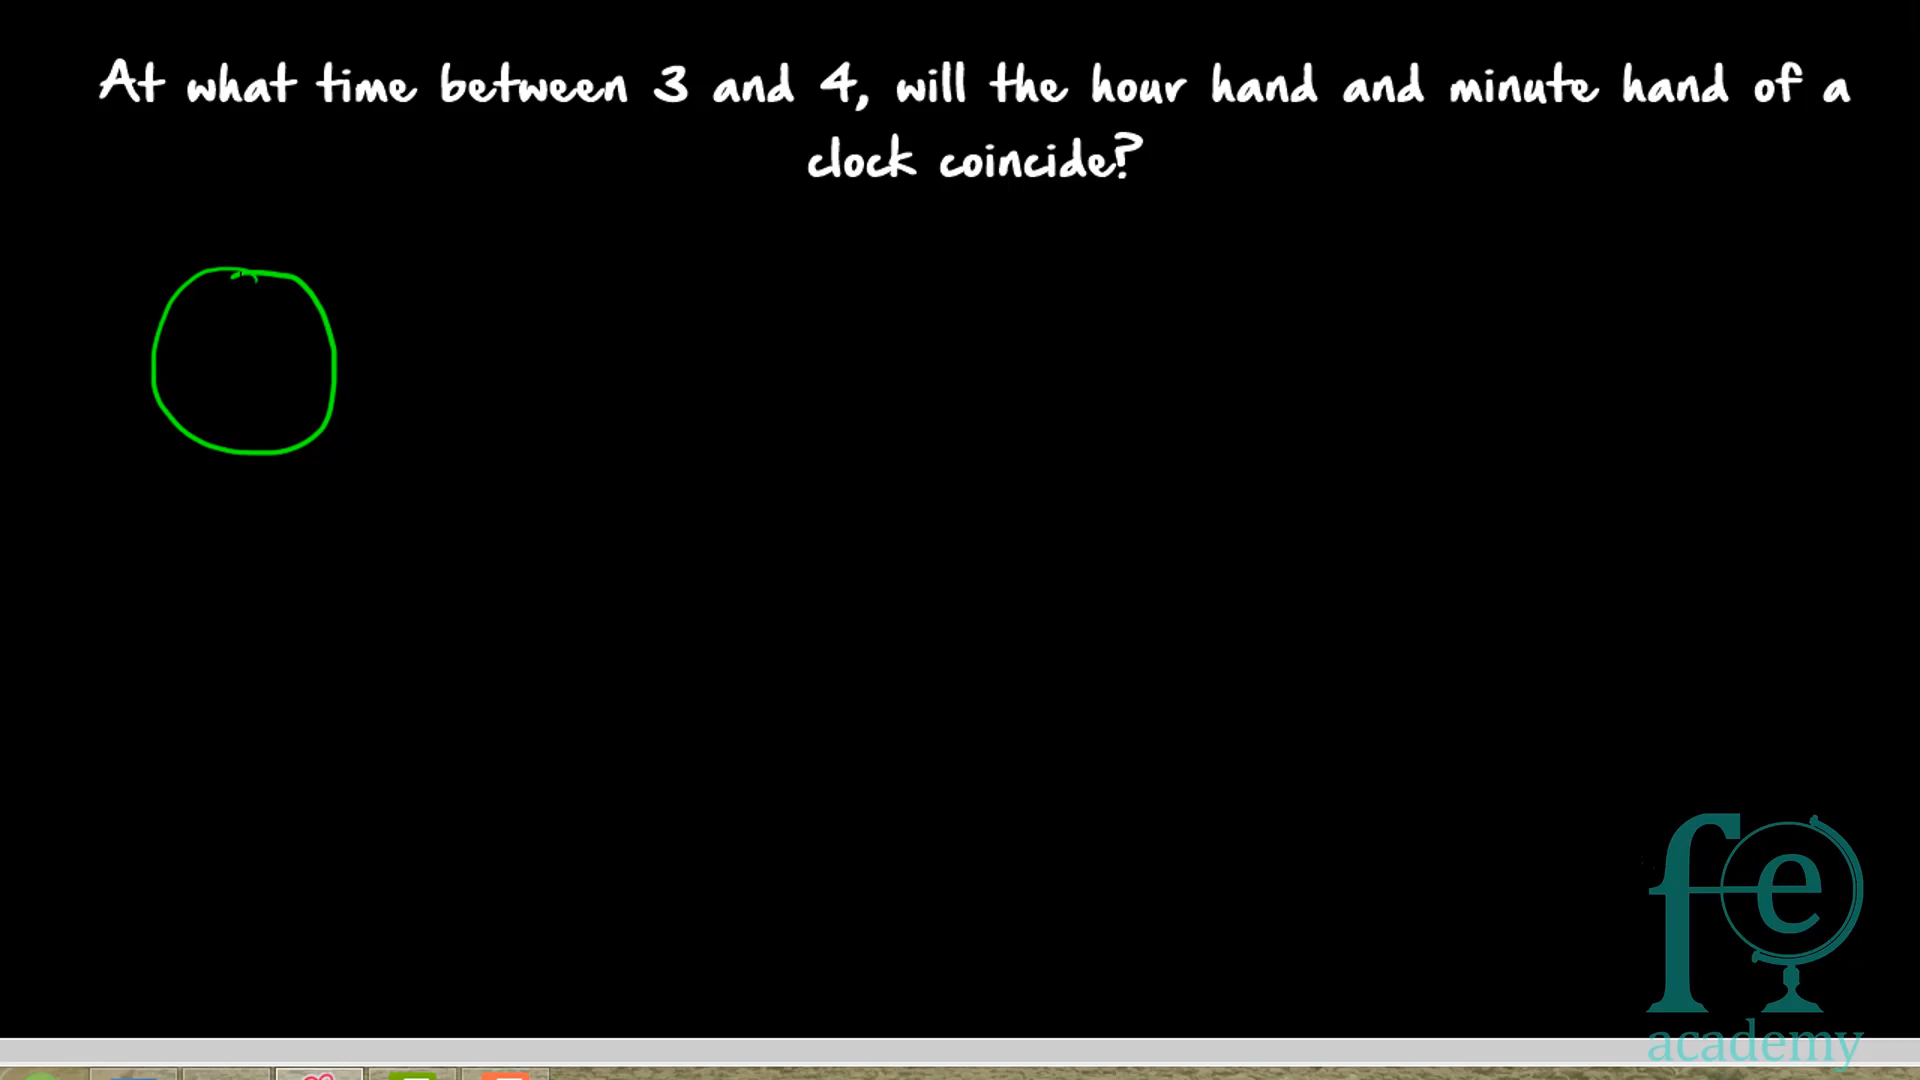 At what time between 3 and 4, will the hour hand and minute hand of a
clock coincide?
fe
academy